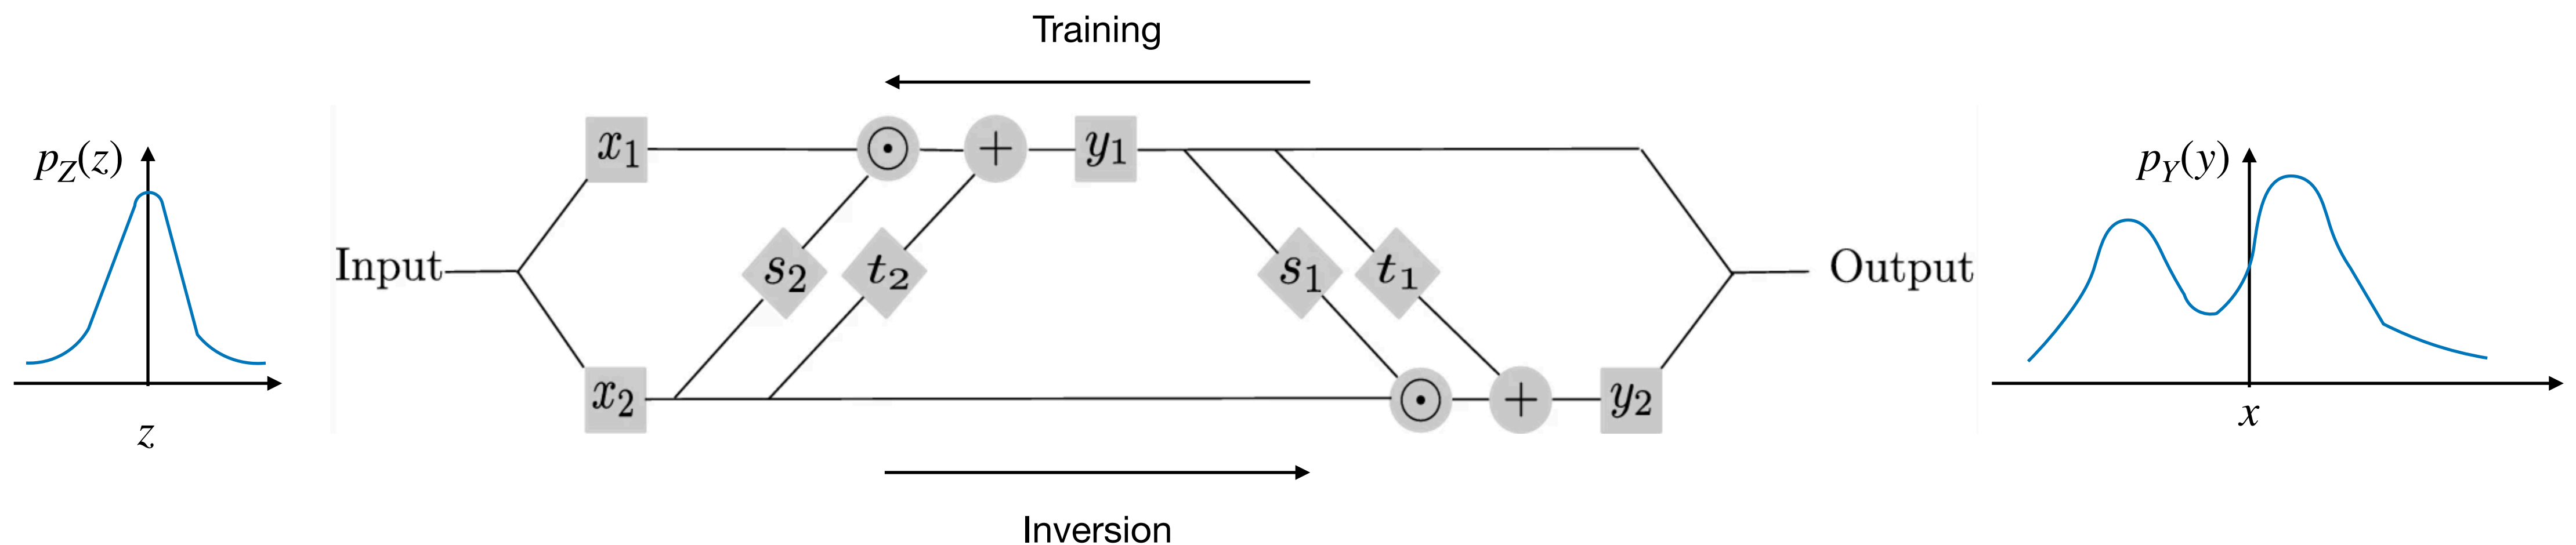 Training
p_Z(z)
z
Input
x_1
⊙
+
y_1
s_2
t_2
s_1
t_1
x_2
⊙
+
y_2
Output
p_Y(y)
x
Inversion